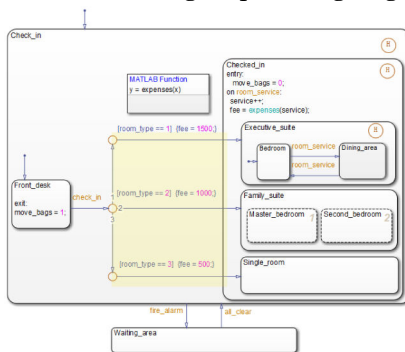 Check_in
H
Checked_in
entry:
move_bags = 0;
on room_service:
service++;
fee = expenses(service);
H
MATLAB Function
y = expenses(x)
[room_type == 1] {fee = 1500;}
1
Executive_suite
H
Bedroom
room_service
room_service
Dining_area
Front_desk
exit:
move_bags = 1;
check_in
[room_type == 2] {fee = 1000;}
2
Family_suite
Master_bedroom
1
Second_bedroom
2
3
[room_type == 3] {fee = 500;}
Single_room
fire_alarm
all_clear
Waiting_area